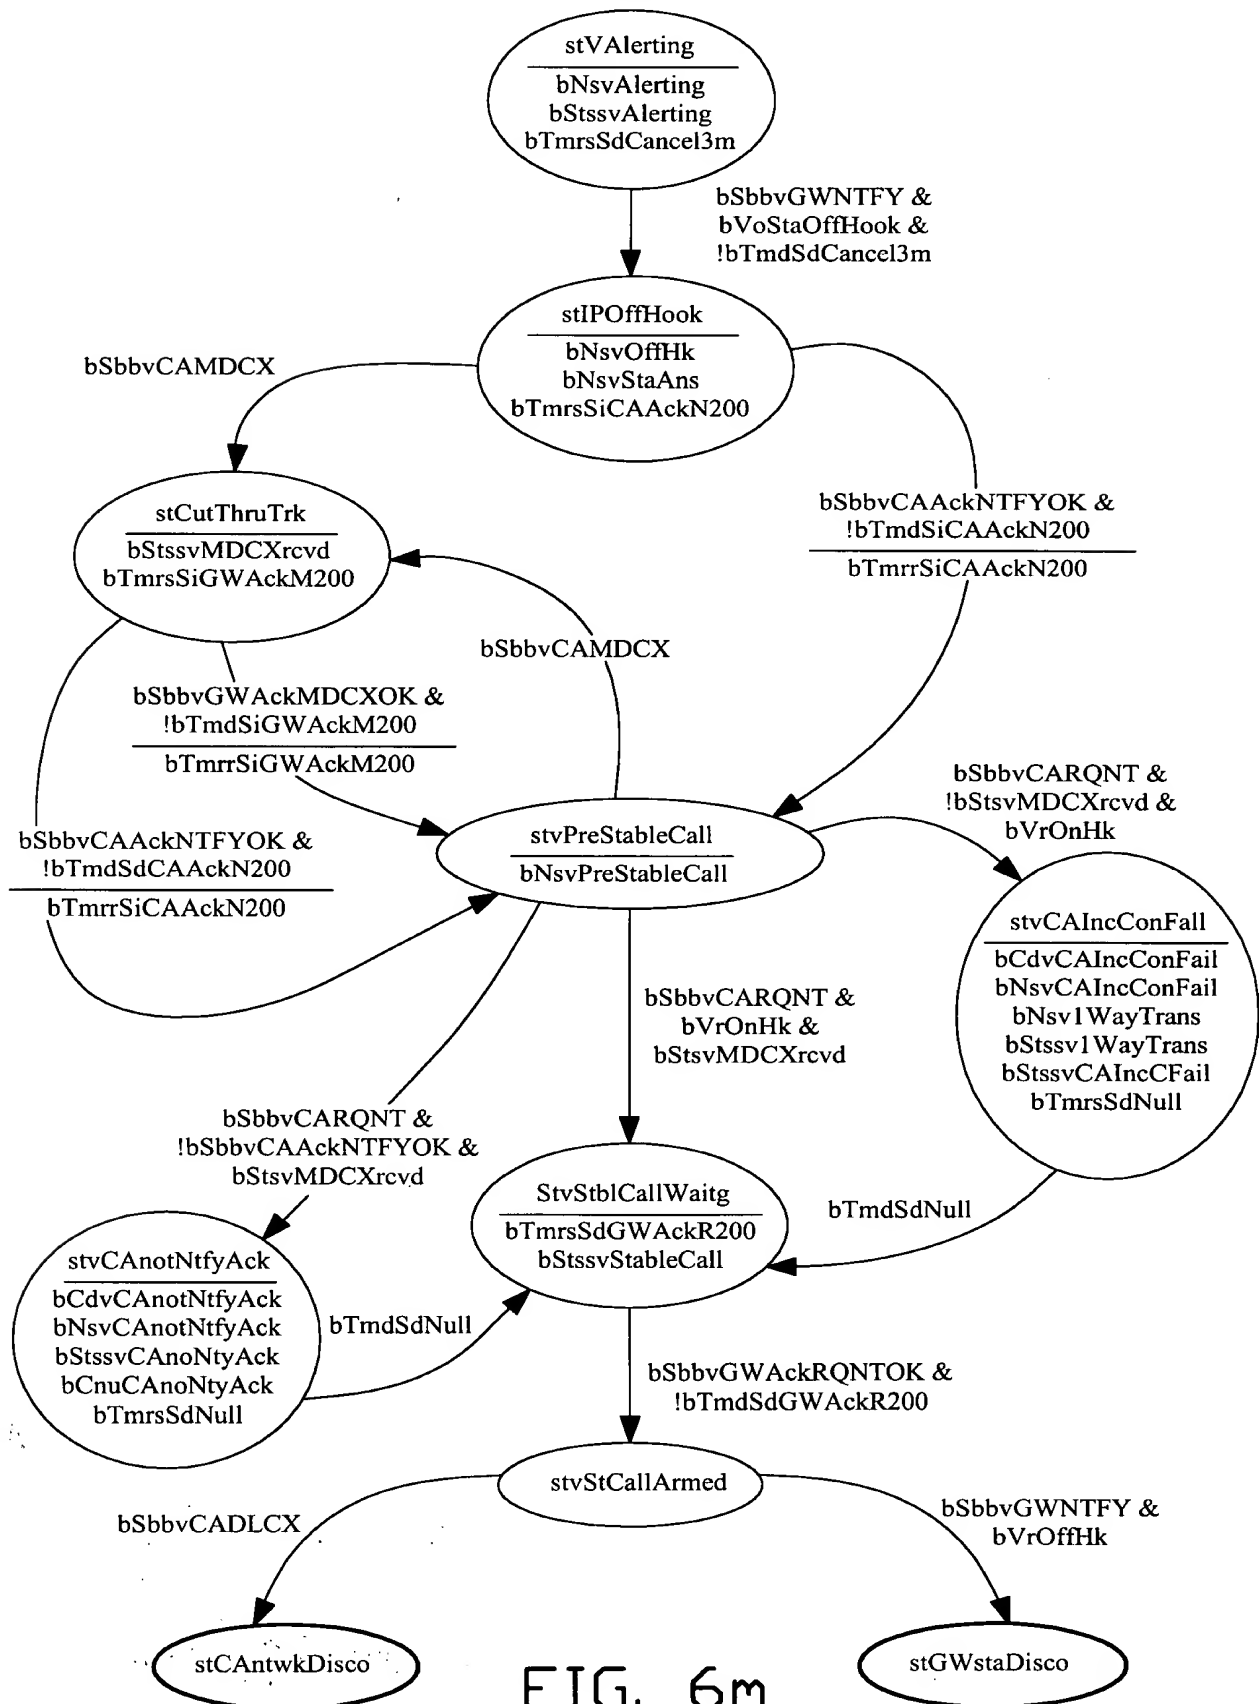 stVAlerting
bNsvAlerting
bStssvAlerting
bTmrsSdCancel3m
bSbbvGWNTFY &
bVoStaOffHook &
!bTmdSdCancel3m
stIPOffHook
bNsvOffHk
bNsvStaAns
bTmrsSiCAAckN200
bSbbvCAMDCX
bSbbvCAAckNTFYOK &
!bTmdSiCAAckN200
bTmrrSiCAAckN200
stCutThruTrk
bStssvMDCXrcvd
bTmrsSiGWAckM200
bSbbvCAMDCX
bSbbvGWAckMDCXOK &
!bTmdSiGWAckM200
bTmrrSiGWAckM200
bSbbvCAAckNTFYOK &
!bTmdSdCAAckN200
bTmrrSiCAAckN200
stvPreStableCall
bNsvPreStableCall
bSbbvCARQNT &
!bStsvMDCXrcvd &
bVrOnHk
stvCAIncConFall
bCdvCAIncConFail
bNsvCAIncConFail
bNsv1WayTrans
bStssv1WayTrans
bStssvCAIncCFail
bTmrsSdNull
bSbbvCARQNT &
bVrOnHk &
bStsvMDCXrcvd
bSbbvCARQNT &
!bSbbvCAAckNTFYOK &
bStsvMDCXrcvd
StvStblCallWaitg
bTmrsSdGWAckR200
bStssvStableCall
bTmdSdNull
stvCAnotNtfyAck
bCdvCAnotNtfyAck
bNsvCAnotNtfyAck
bStssvCAnoNtyAck
bCnuCAnoNtyAck
bTmrsSdNull
bTmdSdNull
bSbbvGWAckRQNTOK &
!bTmdSdGWAckR200
stvStCallArmed
bSbbvCADLCX
bSbbvGWNTFY &
bVrOffHk
stCAntwkDisco
stGWstaDisco
FIG. 6m